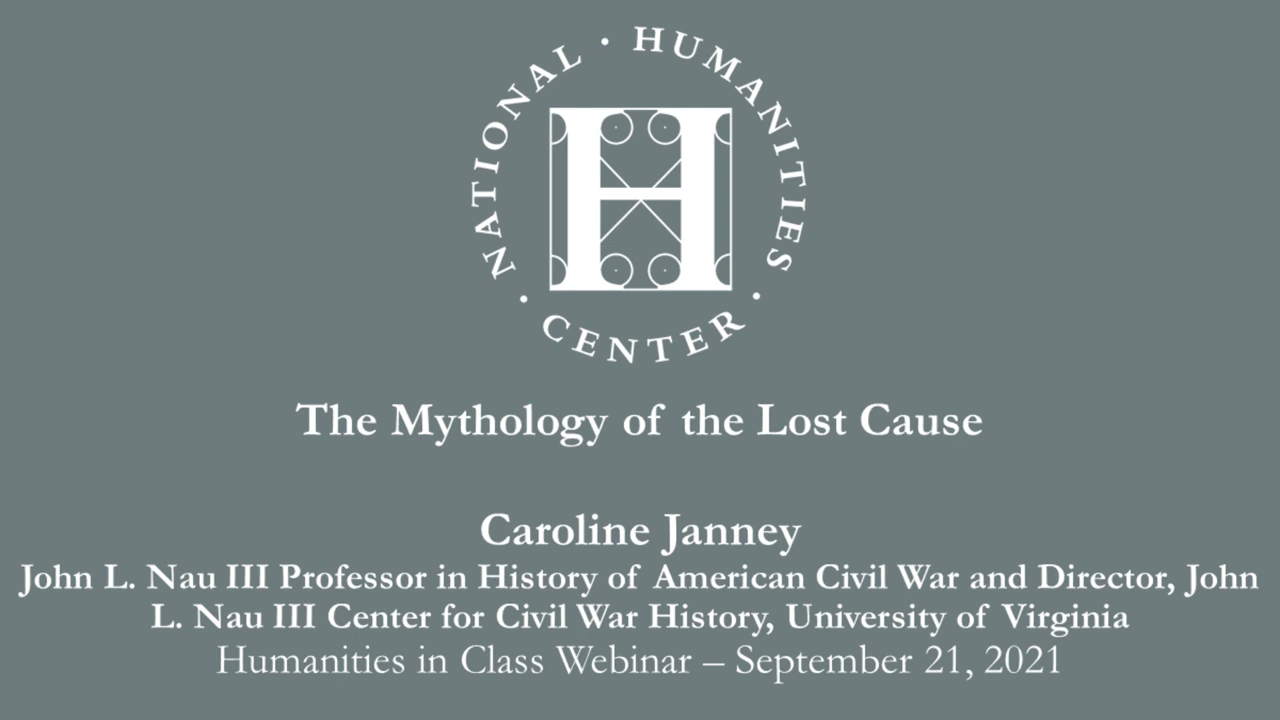 NATIONAL · HUMANITIES · CENTER ·
H
The Mythology of the Lost Cause
Caroline Janney
John L. Nau III Professor in History of American Civil War and Director, John
L. Nau III Center for Civil War History, University of Virginia
Humanities in Class Webinar – September 21, 2021